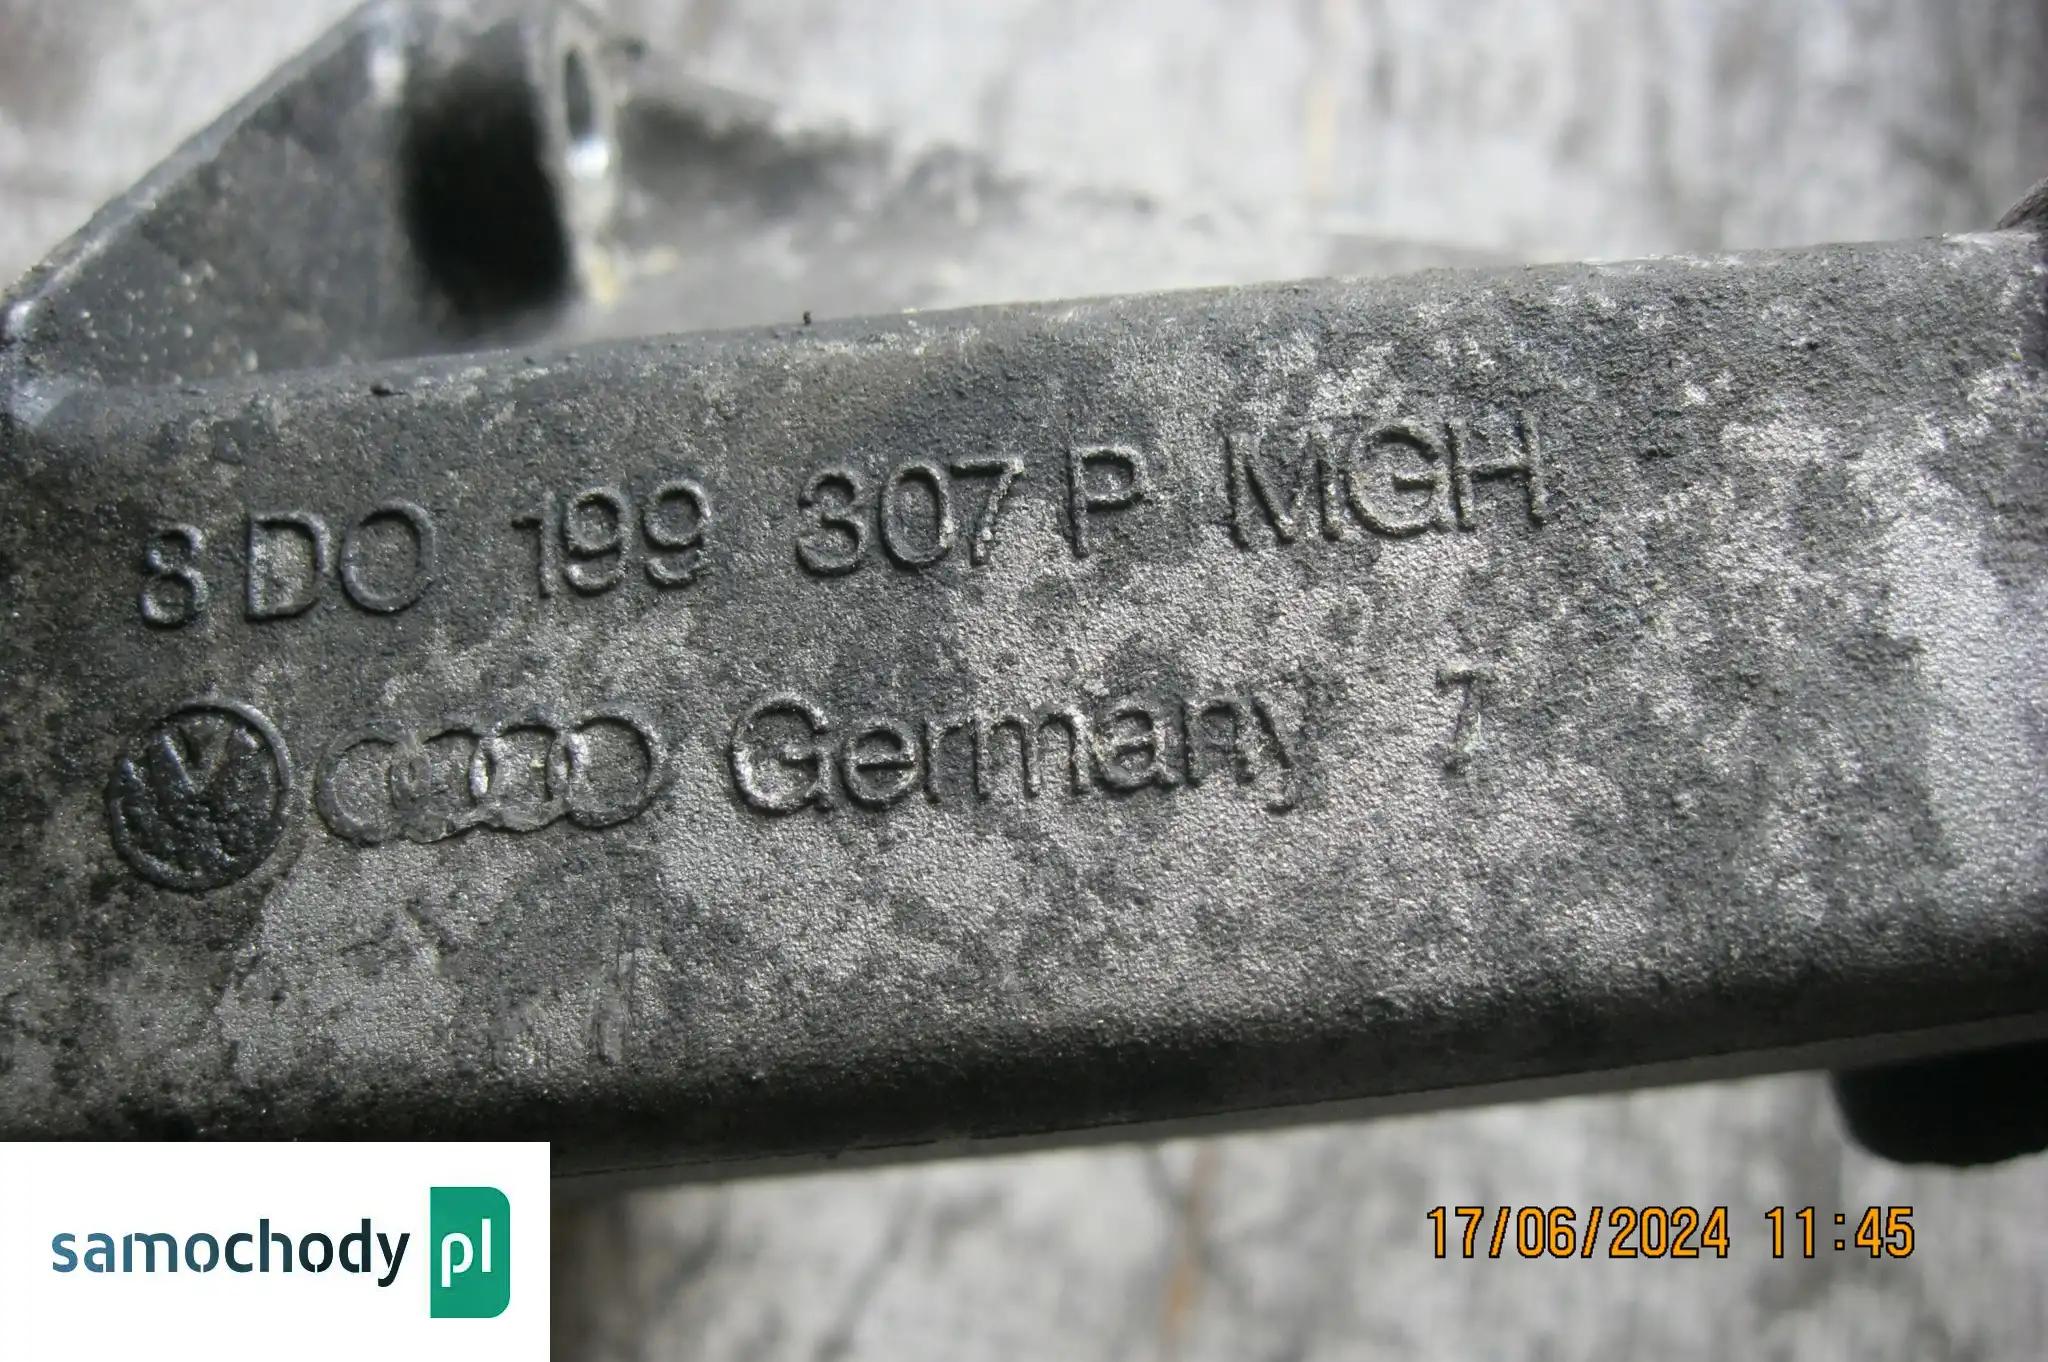 8D0 199 307 P MGH
Germany 7
samochody pl
17/06/2024 11:45